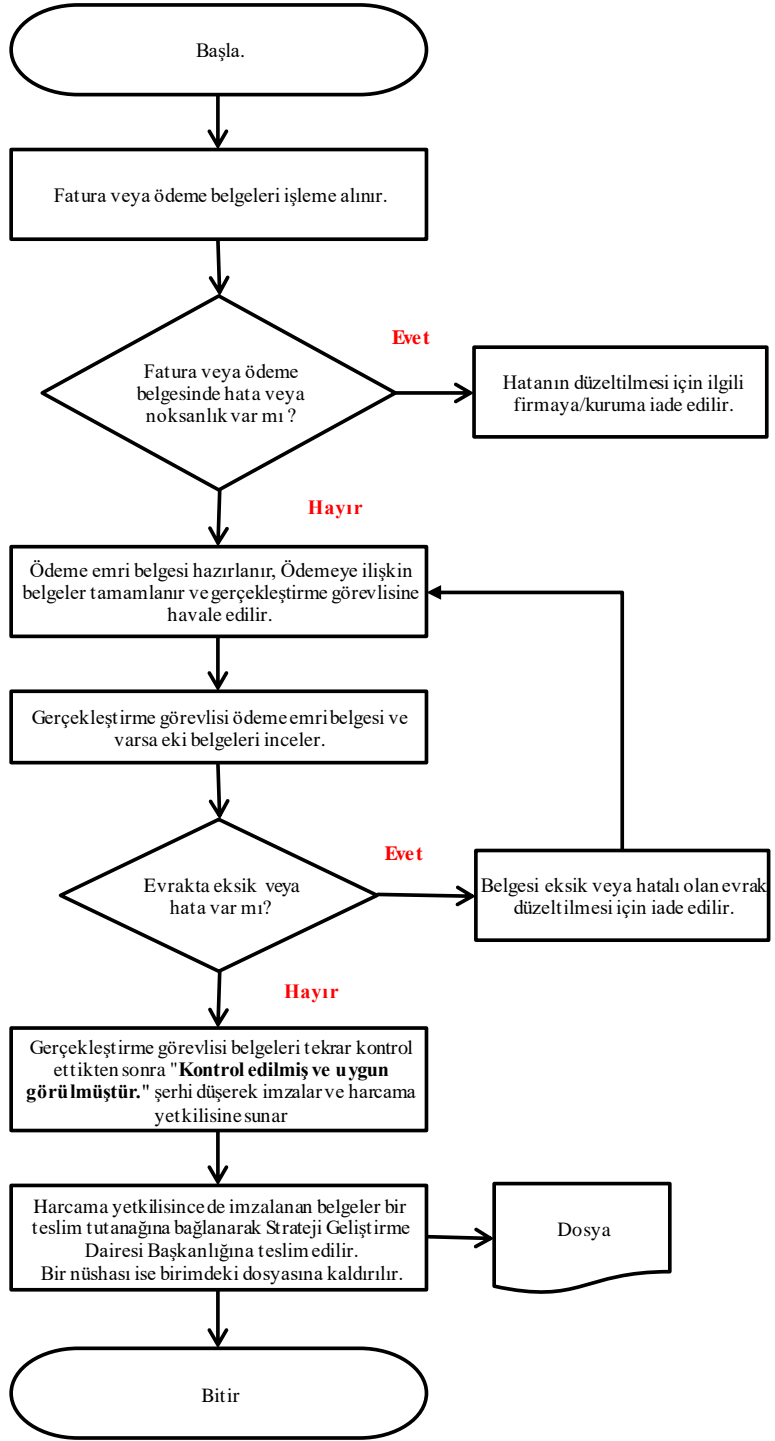 Başla.
Fatura veya ödeme belgeleri işleme alınır.
Fatura veya ödeme
belgesinde hata veya
noksanlık var mı ?
Evet
Hatanın düzeltilmesi için ilgili
firmaya/kuruma iade edilir.
Hayır
Ödeme emri belgesi hazırlanır, Ödemeye ilişkin
belgeler tamamlanır ve gerçekleştirme görevlisine
havale edilir.
Gerçekleştirme görevlisi ödeme emri belgesi ve
varsa eki belgeleri inceler.
Evrakta eksik veya
hata var mı?
Evet
Belgesi eksik veya hatalı olan evrak
düzeltilmesi için iade edilir.
Hayır
Gerçekleştirme görevlisi belgeleri tekrar kontrol
ettikten sonra "Kontrol edilmiş ve uygun
görülmüştür." şerhi düşerek imzalar ve harcama
yetkilisine sunar
Harcama yetkilisince de imzalanan belgeler bir
teslim tutanağına bağlanarak Strateji Geliştirme
Dairesi Başkanlığına teslim edilir.
Bir nüshası ise birimdeki dosyasına kaldırılır.
Dosya
Bitir